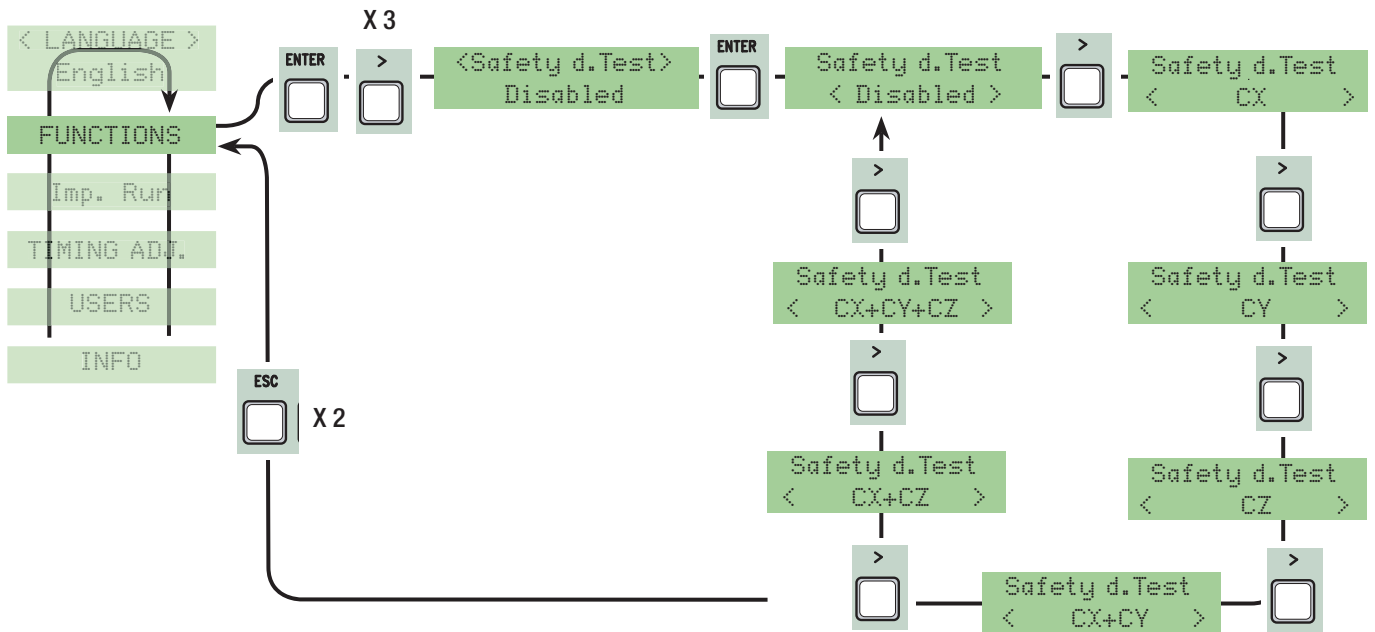 X 3
< LANGUAGE >
English
FUNCTIONS
Imp. Run
TIMING ADJ.
USERS
INFO
ENTER
>
<Safety d.Test>
Disabled
ENTER
Safety d.Test
< Disabled >
>
Safety d.Test
< CX >
>
Safety d.Test
< CY >
>
Safety d.Test
< CZ >
>
Safety d.Test
< CX+CY >
>
Safety d.Test
< CX+CZ >
>
Safety d.Test
< CX+CY+CZ >
>
ESC
X 2